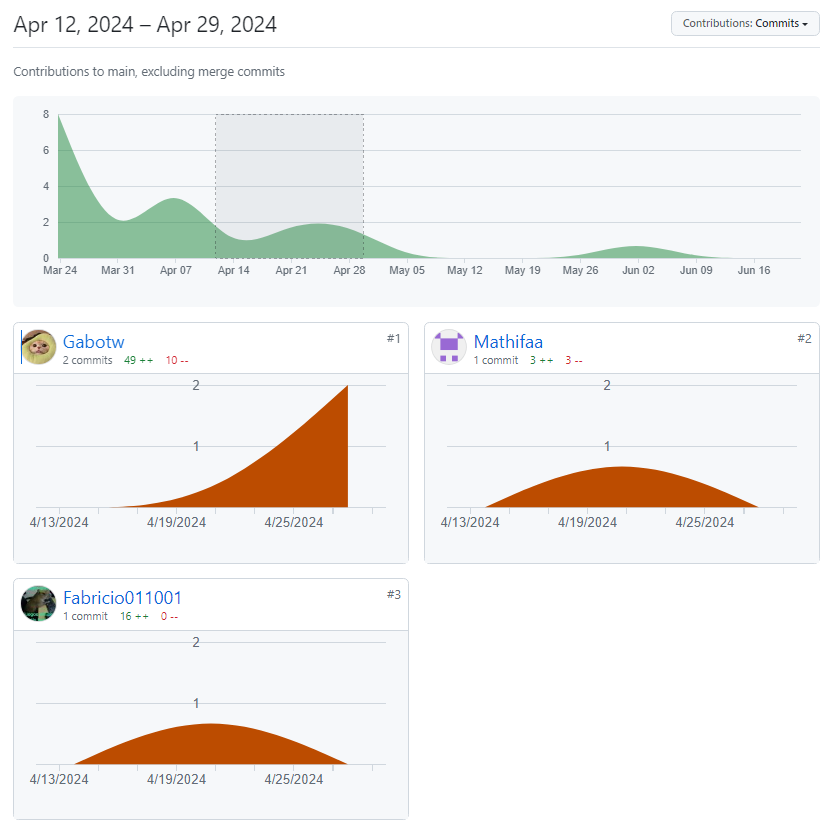 Apr 12, 2024 – Apr 29, 2024
Contributions: Commits
Contributions to main, excluding merge commits
8
6
4
2
0
Mar 24 Mar 31 Apr 07 Apr 14 Apr 21 Apr 28 May 05 May 12 May 19 May 26 Jun 02 Jun 09 Jun 16
Gabotw #1
2 commits 49 ++ 10 --
2
1
4/13/2024 4/19/2024 4/25/2024
Mathifaa #2
1 commit 3 ++ 3 --
2
1
4/13/2024 4/19/2024 4/25/2024
Fabricio011001 #3
1 commit 16 ++ 0 --
2
1
4/13/2024 4/19/2024 4/25/2024